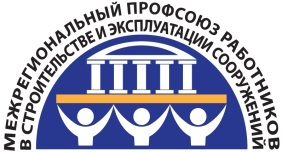 МЕЖРЕГИОНАЛЬНЫЙ ПРОФСОЮЗ РАБОТНИКОВ
В СТРОИТЕЛЬСТВЕ И ЭКСПЛУАТАЦИИ СООРУЖЕНИЙ